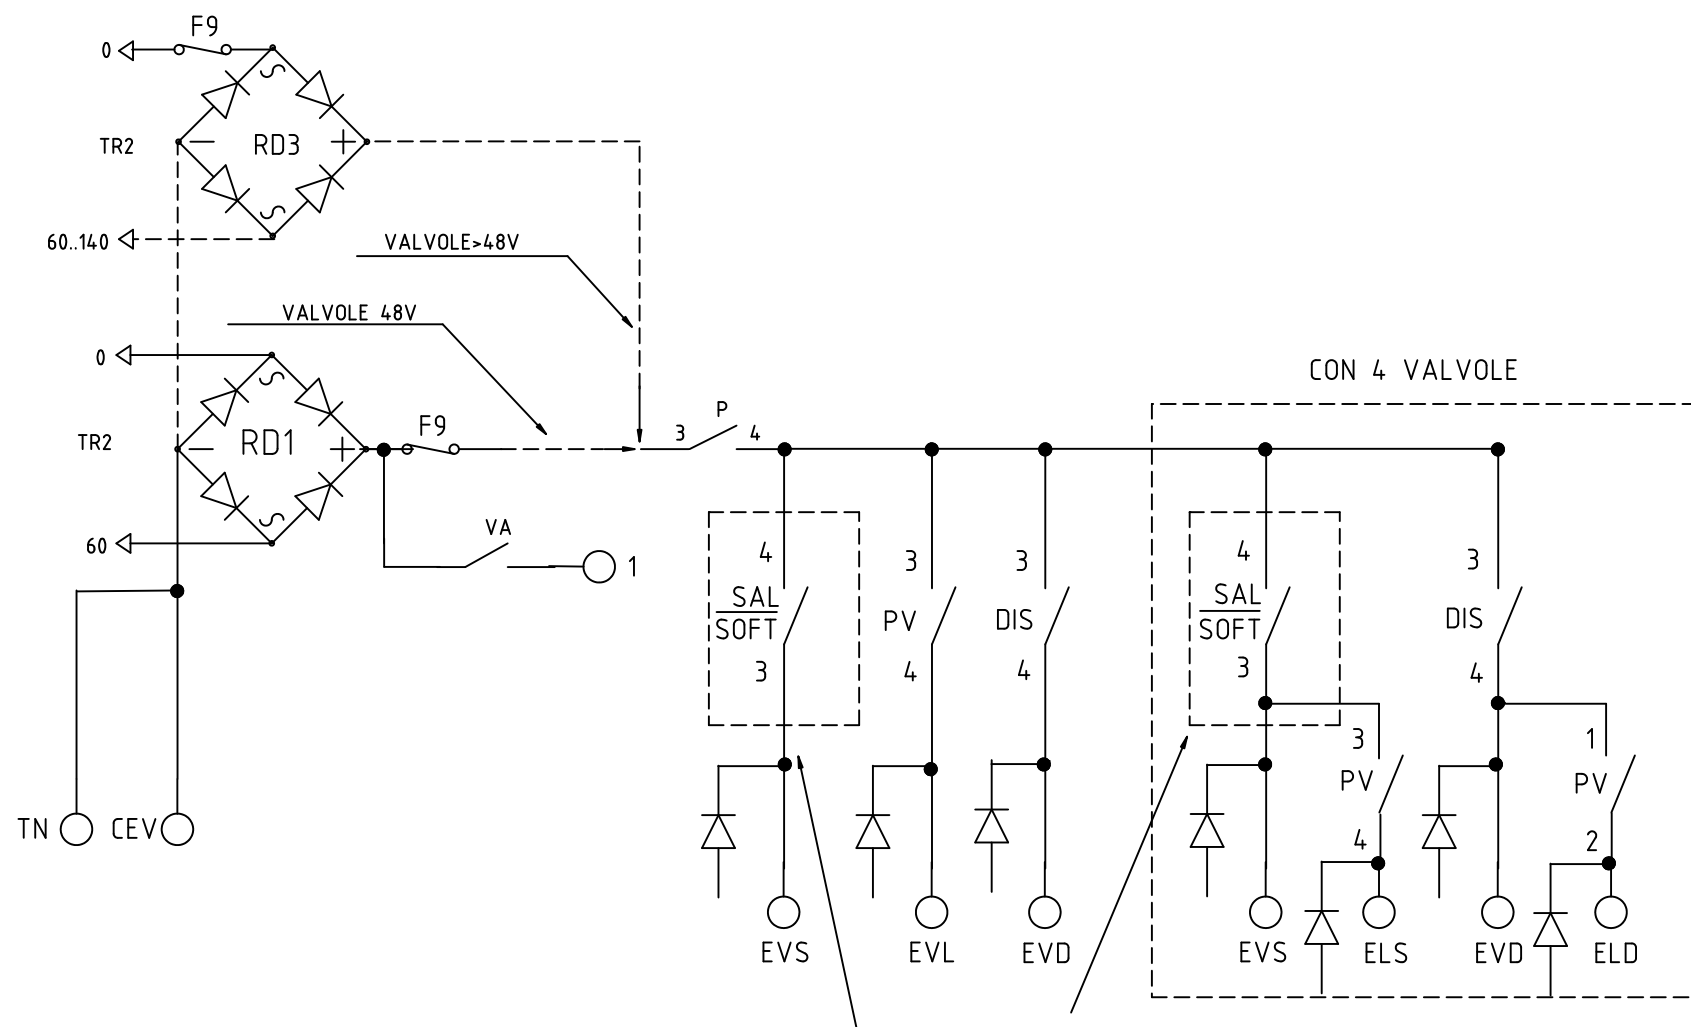 F9
0
TR2
RD3
60..140
VALVOLE>48V
VALVOLE 48V
0
CON 4 VALVOLE
TR2
RD1
F9
3
P
4
60
VA
1
4
3
3
4
3
SAL
SOFT
PV
DIS
SAL
SOFT
DIS
3
4
4
3
4
3
1
PV
PV
TN
CEV
4
2
EVS
EVL
EVD
EVS
ELS
EVD
ELD